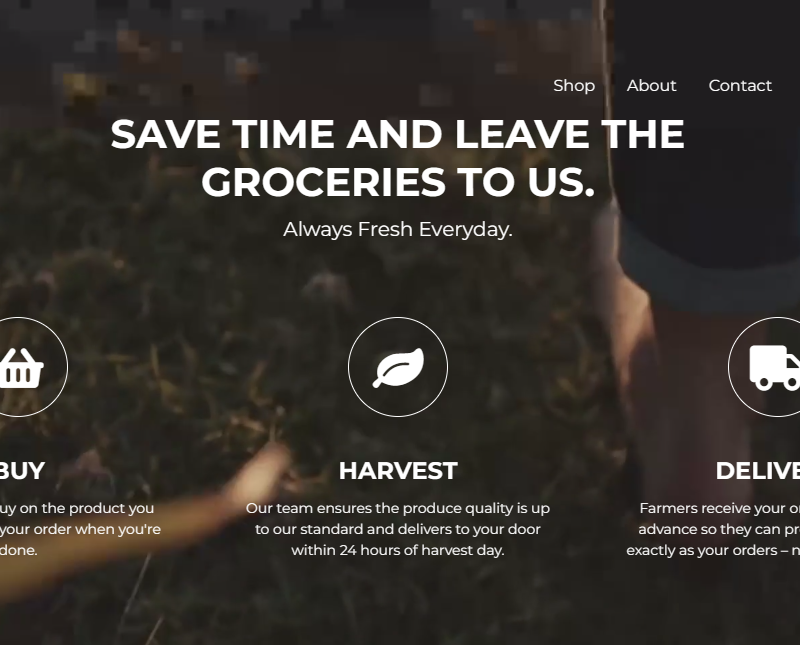 Shop About Contact
SAVE TIME AND LEAVE THE
GROCERIES TO US.
Always Fresh Everyday.
BUY
uy on the product you
your order when you're
done.
HARVEST
Our team ensures the produce quality is up
to our standard and delivers to your door
within 24 hours of harvest day.
DELIVE
Farmers receive your or
advance so they can pr
exactly as your orders – n